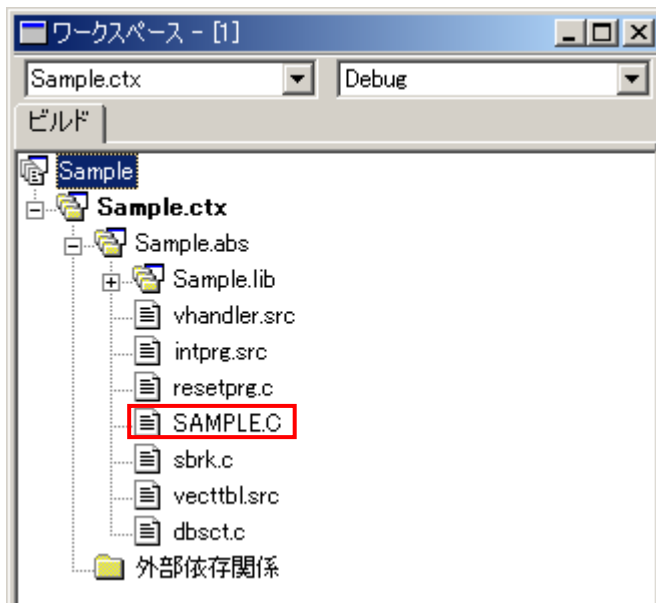 ワークスペース - [1]
Sample.ctx Debug
ビルド
Sample
Sample.ctx
Sample.abs
Sample.lib
vhandler.src
intprg.src
resetprg.c
SAMPLE.C
sbrk.c
vecttbl.src
dbsct.c
外部依存関係